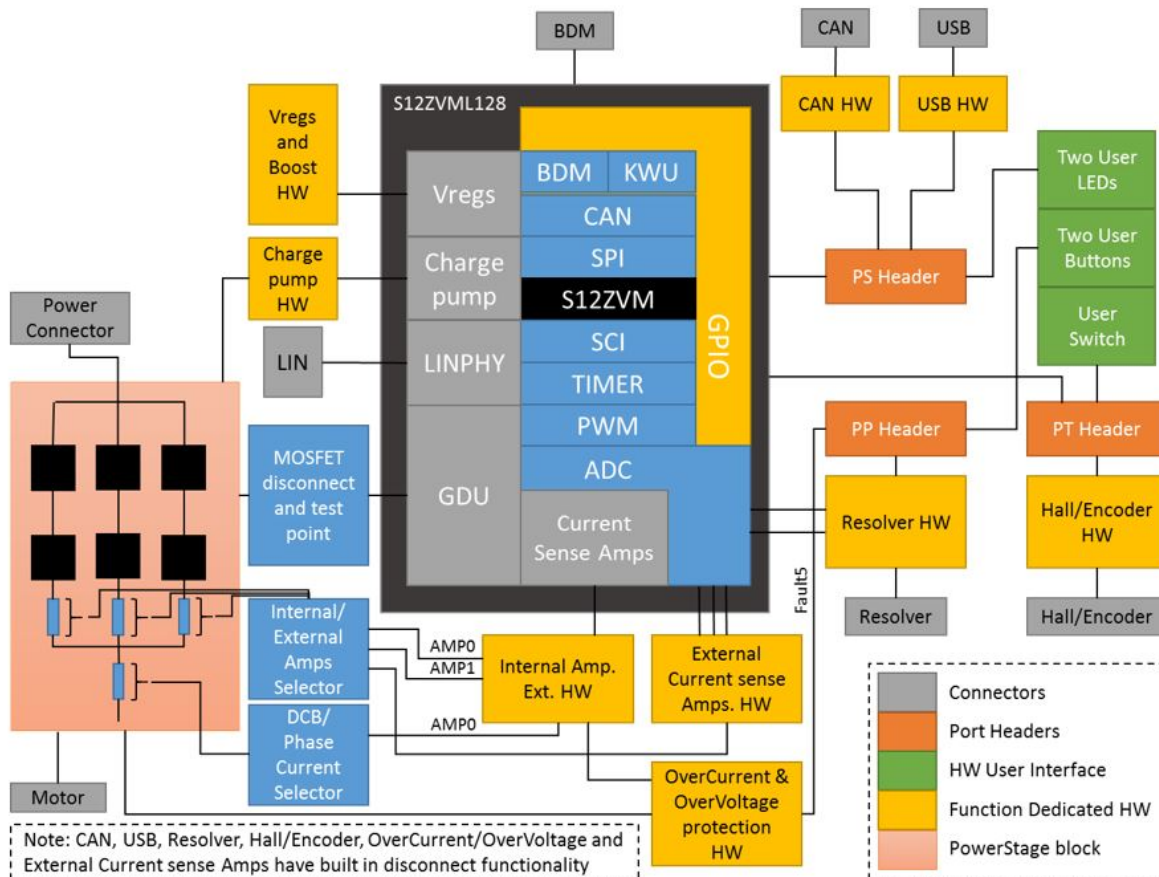 BDM
CAN
USB
S12ZVML128
Vregs
and
Boost
HW
CAN HW
USB HW
Two User
LEDs
Vregs
BDM
KWU
CAN
Two User
Buttons
Charge
pump
HW
Charge
pump
SPI
S12ZVM
GPIO
PS Header
User
Switch
Power
Connector
LIN
LINPHY
SCI
TIMER
PWM
PP Header
PT Header
MOSFET
disconnect
and test
point
GDU
ADC
Current
Sense Amps
Resolver HW
Hall/Encoder
HW
Fault5
Resolver
Hall/Encoder
Internal/
External
Amps
Selector
AMP0
AMP1
Internal Amp.
Ext. HW
External
Current sense
Amps. HW
DCB/
Phase
Current
Selector
AMP0
Motor
OverCurrent &
OverVoltage
protection
HW
Connectors
Port Headers
HW User Interface
Function Dedicated HW
PowerStage block
Note: CAN, USB, Resolver, Hall/Encoder, OverCurrent/OverVoltage and
External Current sense Amps have built in disconnect functionality